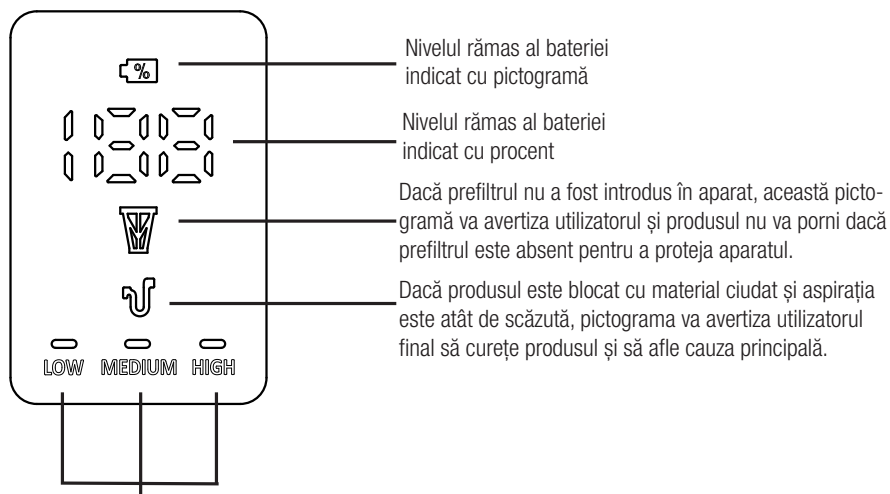 %
Nivelul rămas al bateriei
indicat cu pictogramă
188
Nivelul rămas al bateriei
indicat cu procent
Dacă prefiltrul nu a fost introdus în aparat, această picto-
gramă va avertiza utilizatorul și produsul nu va porni dacă
prefiltrul este absent pentru a proteja aparatul.
Dacă produsul este blocat cu material ciudat și aspirația
este atât de scăzută, pictograma va avertiza utilizatorul
final să curețe produsul și să afle cauza principală.
LOW MEDIUM HIGH